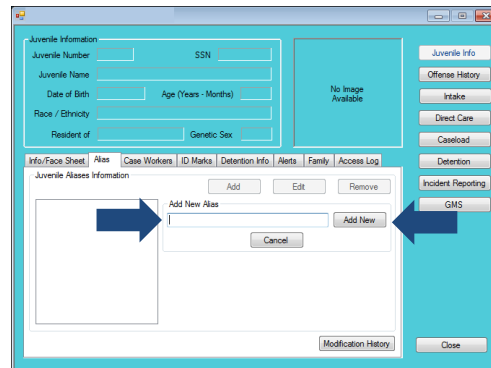 Juvenile Information
Juvenile Number SSN
Juvenile Name
Date of Birth Age (Years - Months)
Race / Ethnicity
Resident of Genetic Sex
No Image
Available
Juvenile Info
Offense History
Intake
Direct Care
Caseload
Detention
Incident Reporting
GMS
Info/Face Sheet Alias Case Workers ID Marks Detention Info Alerts Family Access Log
Juvenile Aliases Information
Add Edit Remove
Add New Alias
Add New
Cancel
Modification History
Close